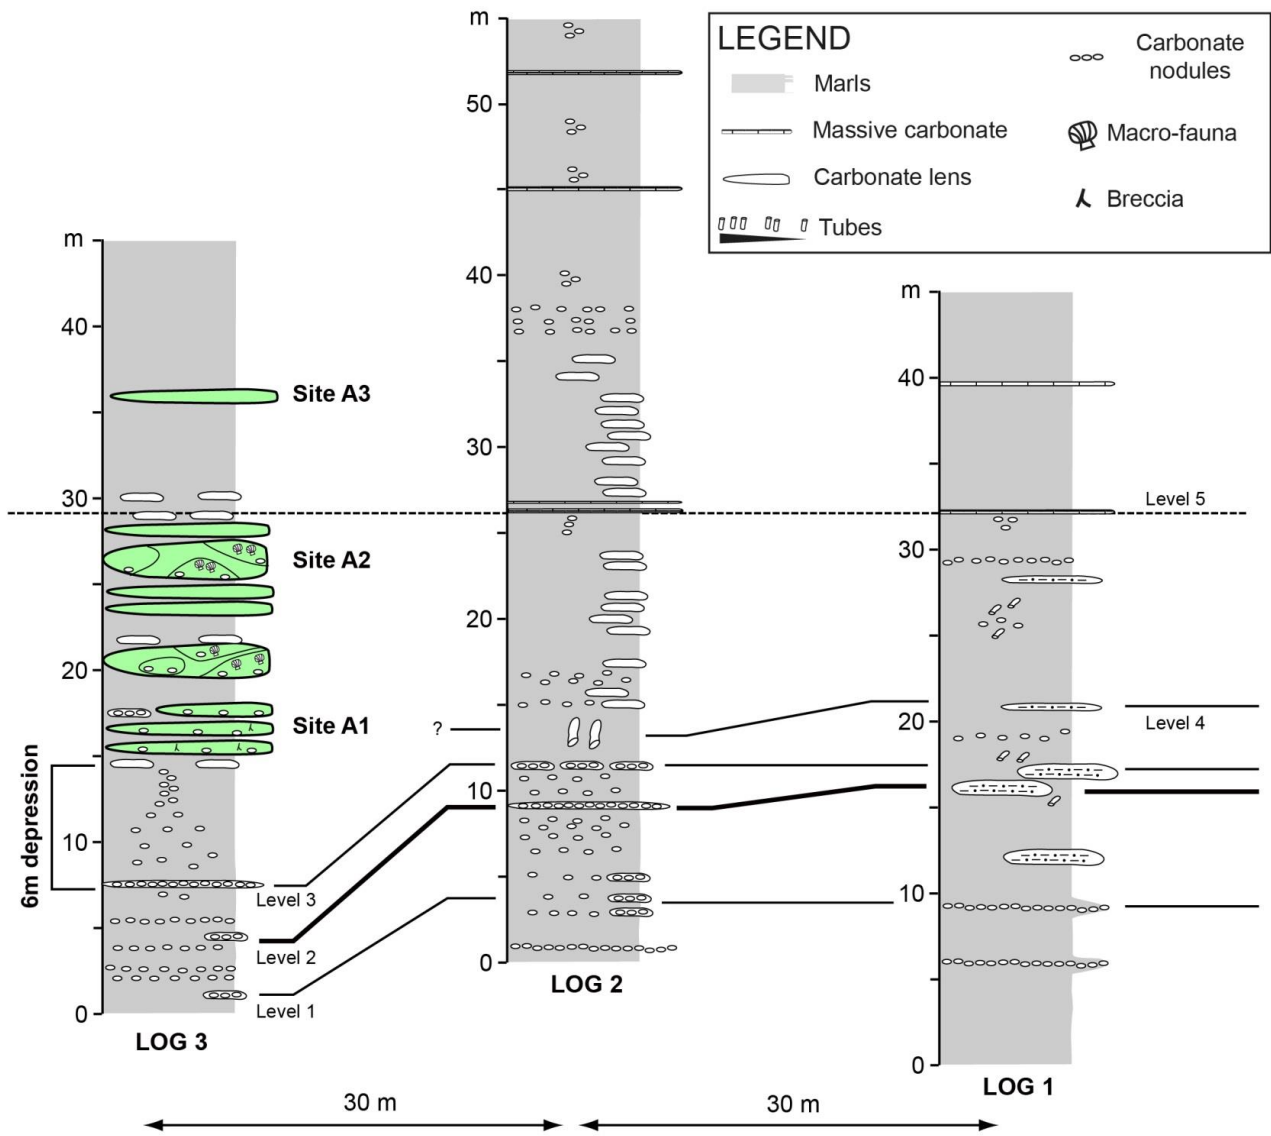 m
50
40
30
20
10
0
LOG 2
LEGEND
Marls
Massive carbonate
Carbonate lens
Tubes
Carbonate
nodules
Macro-fauna
Breccia
m
40
30
20
10
0
Site A3
Site A2
Site A1
6m depression
Level 3
Level 2
Level 1
LOG 3
?
m
40
30
20
10
0
Level 5
Level 4
LOG 1
30 m
30 m